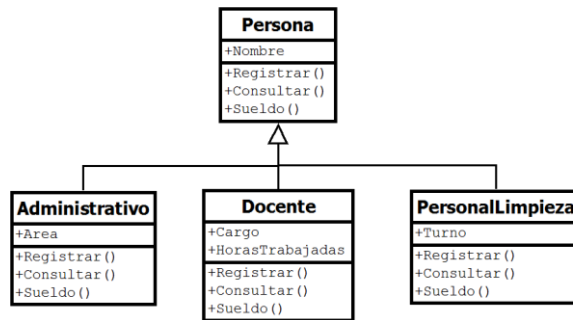 Persona
+Nombre
+Registrar()
+Consultar()
+Sueldo()
Administrativo
+Area
+Registrar()
+Consultar()
+Sueldo()
Docente
+Cargo
+HorasTrabajadas
+Registrar()
+Consultar()
+Sueldo()
PersonalLimpieza
+Turno
+Registrar()
+Consultar()
+Sueldo()